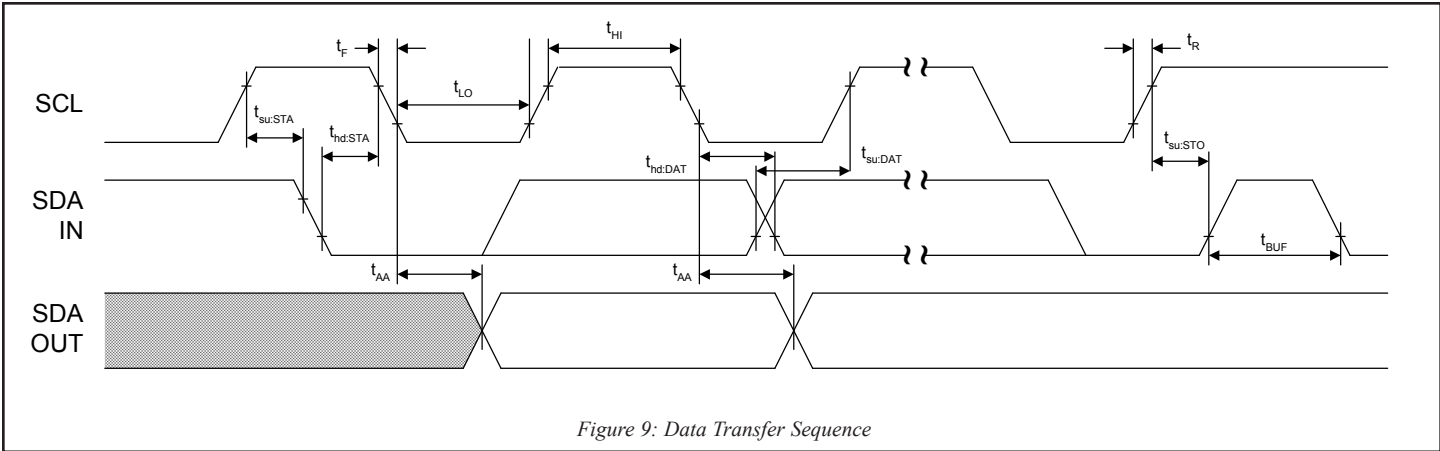 t_F
t_HI
t_R
SCL
t_LO
t_su:STA
t_hd:STA
t_hd:DAT
t_su:DAT
t_su:STO
SDA
IN
t_BUF
t_AA
t_AA
SDA
OUT
Figure 9: Data Transfer Sequence